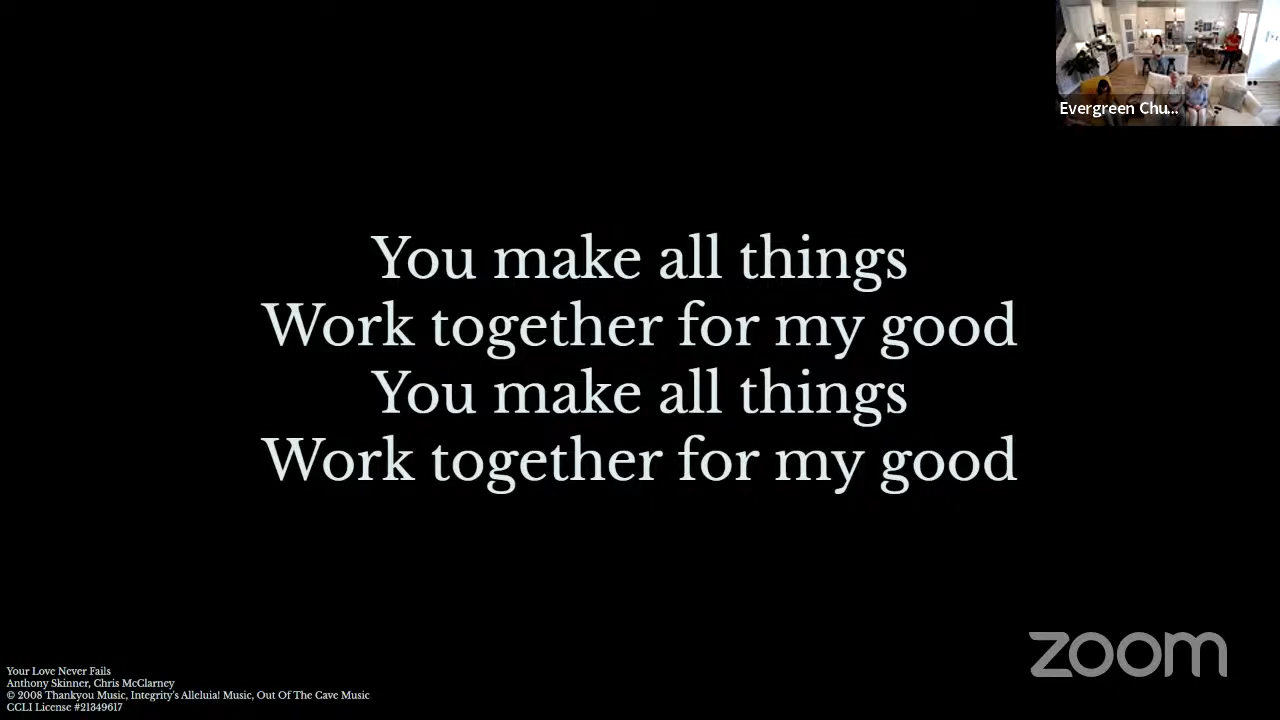 Evergreen Chu...
You make all things
Work together for my good
You make all things
Work together for my good
zoom
Your Love Never Fails
Anthony Skinner, Chris McClarney
© 2008 Thankyou Music, Integrity's Alleluia! Music, Out Of The Cave Music
CCLI License #21349617